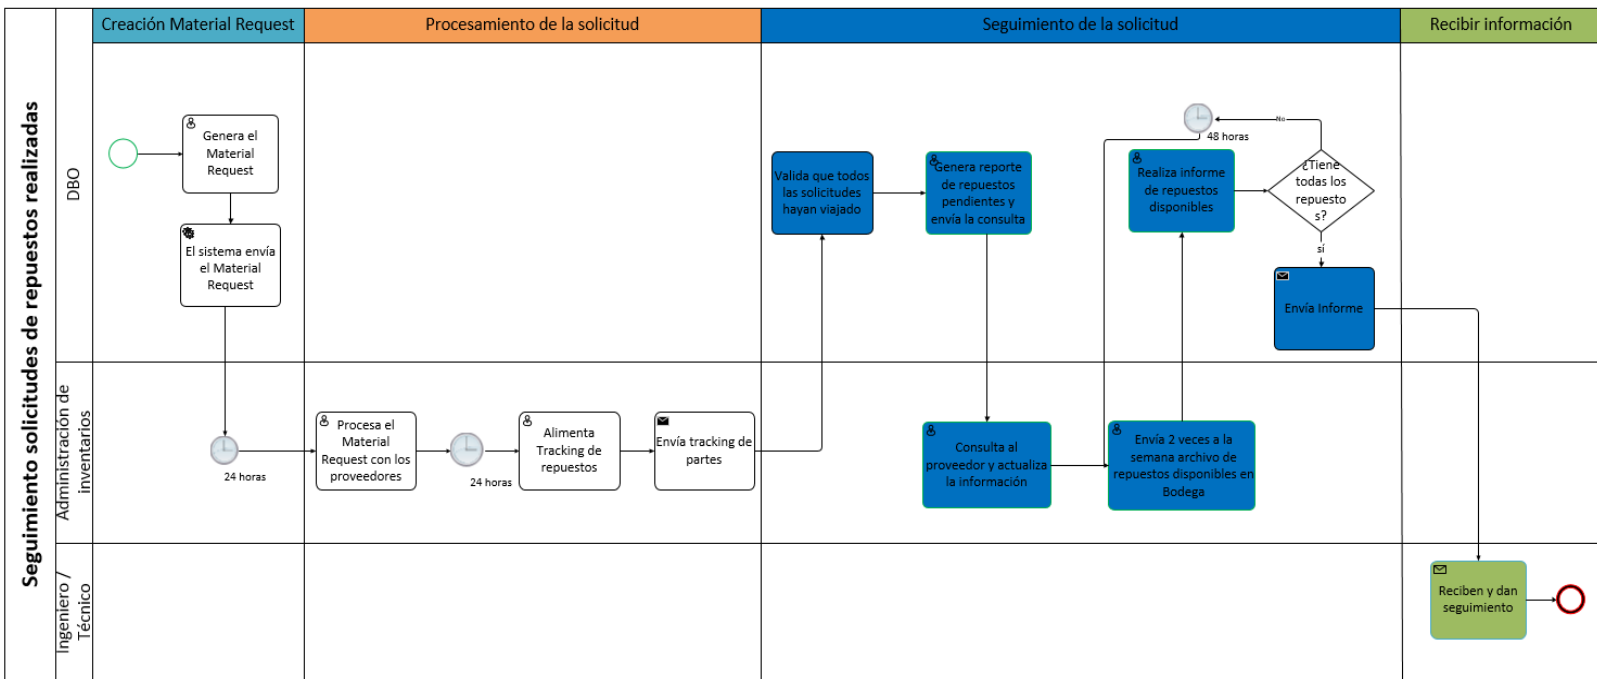 Creación Material Request
Procesamiento de la solicitud
Seguimiento de la solicitud
Recibir información
Seguimiento solicitudes de repuestos realizadas
DBO
Genera el
Material
Request
El sistema envía
el Material
Request
Valida que todos
las solicitudes
hayan viajado
Genera reporte
de repuestos
pendientes y
envía la consulta
Realiza informe
de repuestos
disponibles
48 horas
No
¿Tiene
todas los
repuesto
s?
sí
Envía Informe
Administración de
inventarios
24 horas
Procesa el
Material
Request con los
proveedores
24 horas
Alimenta
Tracking de
repuestos
Envía tracking de
partes
Consulta al
proveedor y actualiza
la información
Envía 2 veces a la
semana archivo de
repuestos disponibles en
Bodega
Ingeniero /
Técnico
Reciben y dan
seguimiento